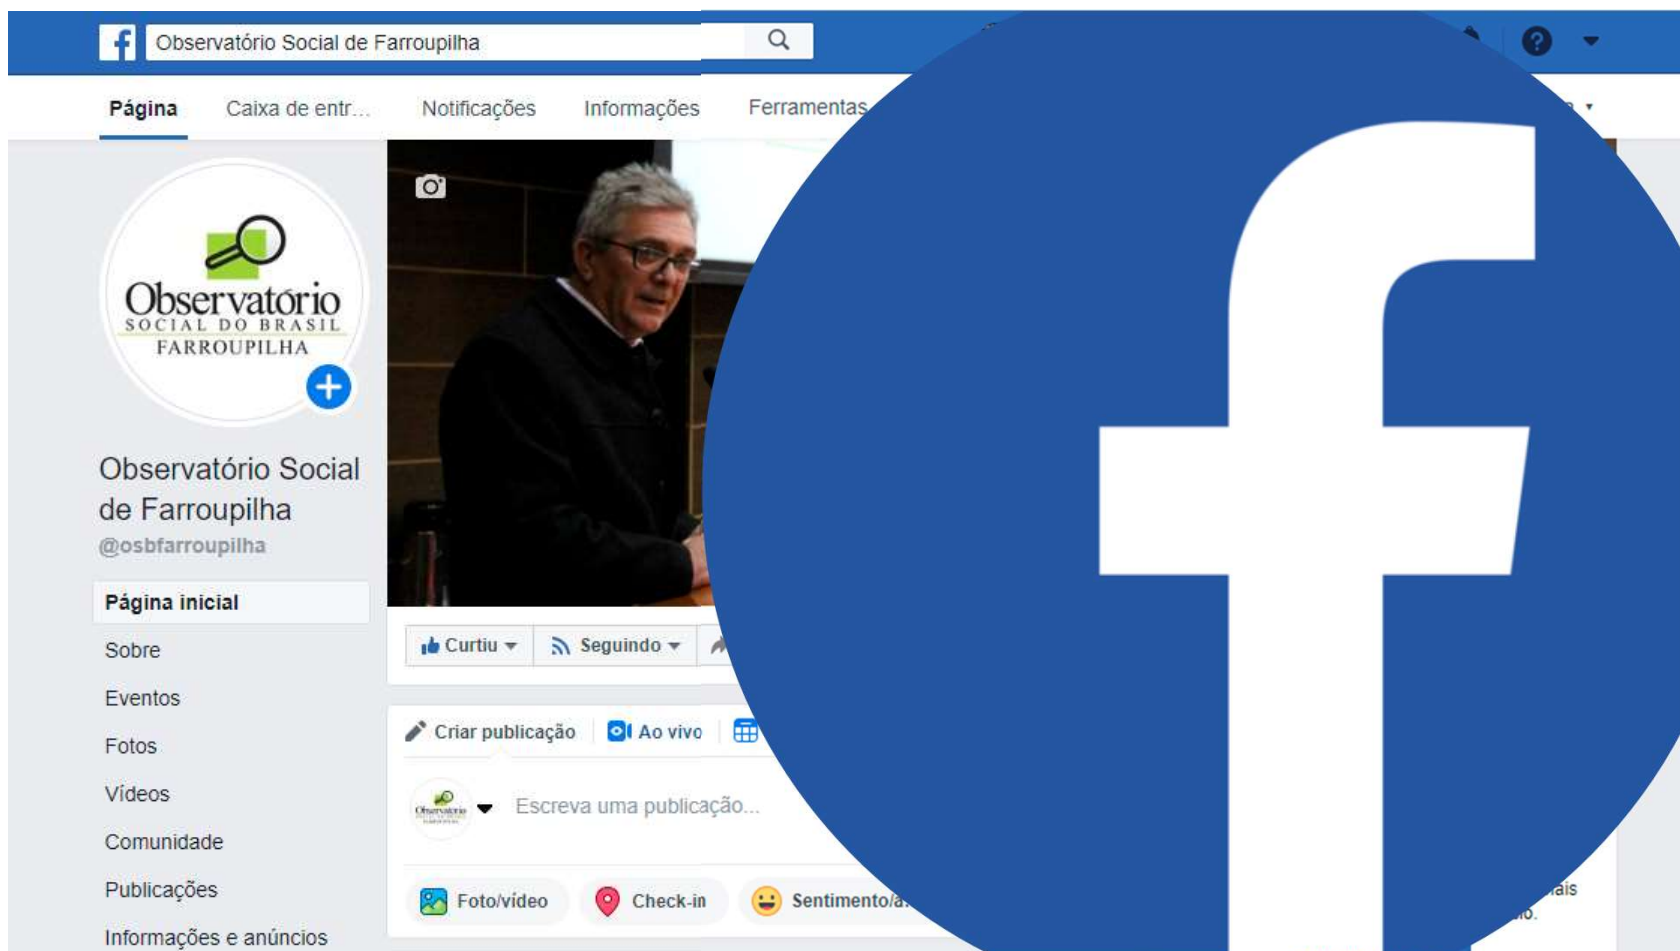 Observatório Social de Farroupilha
Página
Caixa de entr...
Notificações
Informações
Ferramentas
Observatório
SOCIAL DO BRASIL
FARROUPILHA
Observatório Social
de Farroupilha
@osbfarroupilha
Página inicial
Sobre
Eventos
Fotos
Vídeos
Comunidade
Publicações
Informações e anúncios
Curtiu
Seguindo
Criar publicação
Ao vivo
Observatório
Escreva uma publicação...
Foto/vídeo
Check-in
Sentimento/a